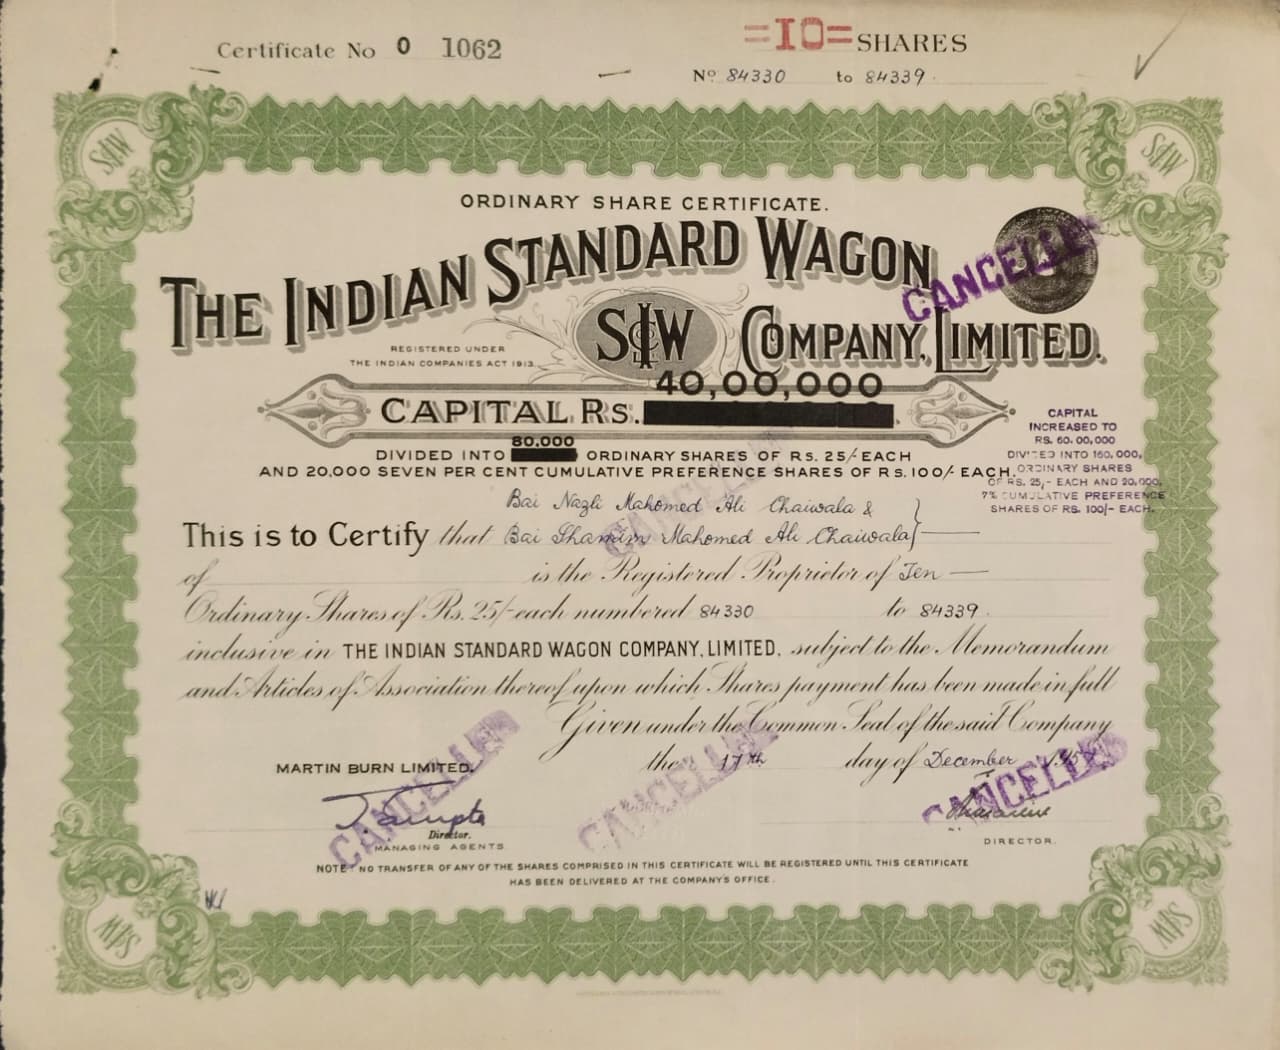 Certificate No 0 1062
=10= SHARES
No 84330 to 84339.
SIW
SIW
ORDINARY SHARE CERTIFICATE.
THE INDIAN STANDARD WAGON
CANCELLED
SICW COMPANY, LIMITED.
REGISTERED UNDER
THE INDIAN COMPANIES ACT 1913.
40,00,000
CAPITAL RS.
80,000
DIVIDED INTO ORDINARY SHARES OF RS. 25/- EACH
AND 20,000 SEVEN PER CENT CUMULATIVE PREFERENCE SHARES OF RS. 100/- EACH.
CAPITAL
INCREASED TO
RS. 60,00,000
DIVIDED INTO 160,000,
ORDINARY SHARES
OF RS. 25,- EACH AND 20,000,
7% CUMULATIVE PREFERENCE
SHARES OF RS. 100/- EACH.
CANCELLED
Bai Nazli Mahomed Ali Chaiwala &
This is to Certify that Bai Shamim Mahomed Ali Chaiwala
of is the Registered Proprietor of Ten
Ordinary Shares of Rs. 25/- each numbered 84330 to 84339.
inclusive in THE INDIAN STANDARD WAGON COMPANY, LIMITED, subject to the Memorandum
and Articles of Association thereof upon which Shares payment has been made in full
Given under the Common Seal of the said Company
the 17th day of December
MARTIN BURN LIMITED.
CANCELLED
CANCELLED
CANCELLED
Director.
MANAGING AGENTS
DIRECTOR.
NOTE: NO TRANSFER OF ANY OF THE SHARES COMPRISED IN THIS CERTIFICATE WILL BE REGISTERED UNTIL THIS CERTIFICATE
HAS BEEN DELIVERED AT THE COMPANY'S OFFICE.